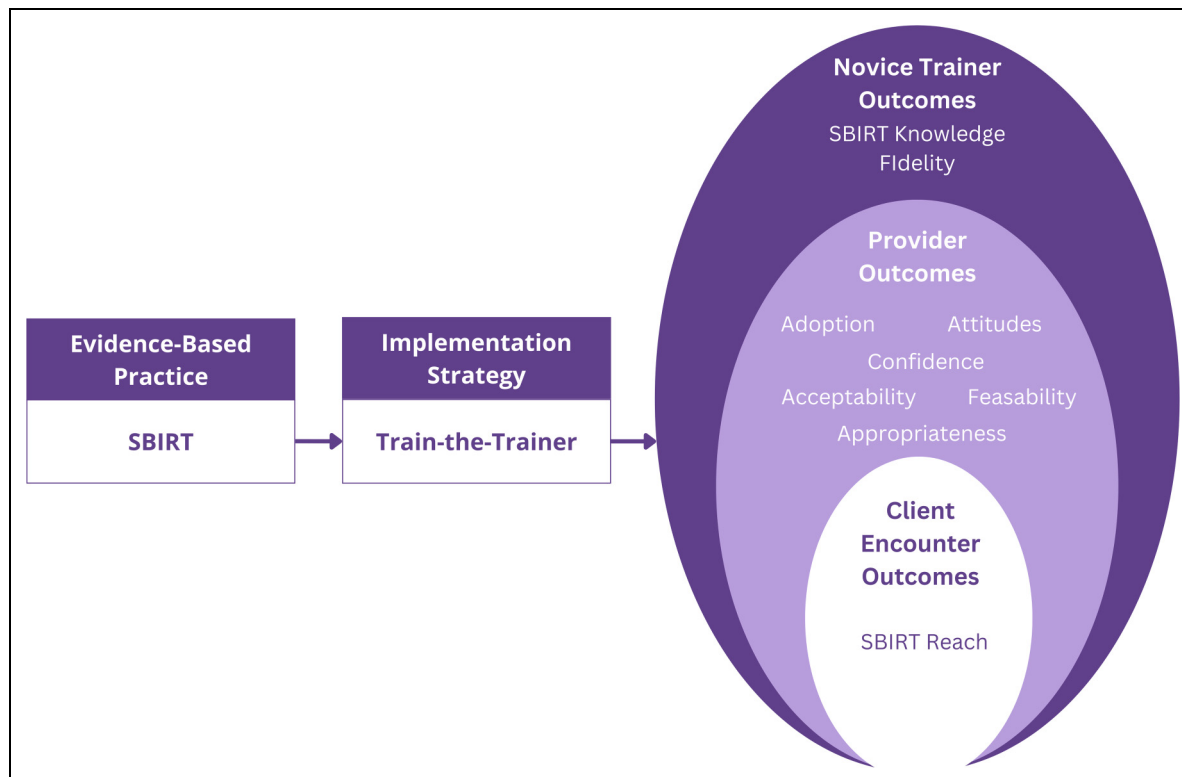 Evidence-Based
Practice
SBIRT
Implementation
Strategy
Train-the-Trainer
Novice Trainer
Outcomes
SBIRT Knowledge
FIdelity
Provider
Outcomes
Adoption Attitudes
Confidence
Acceptability Feasability
Appropriateness
Client
Encounter
Outcomes
SBIRT Reach